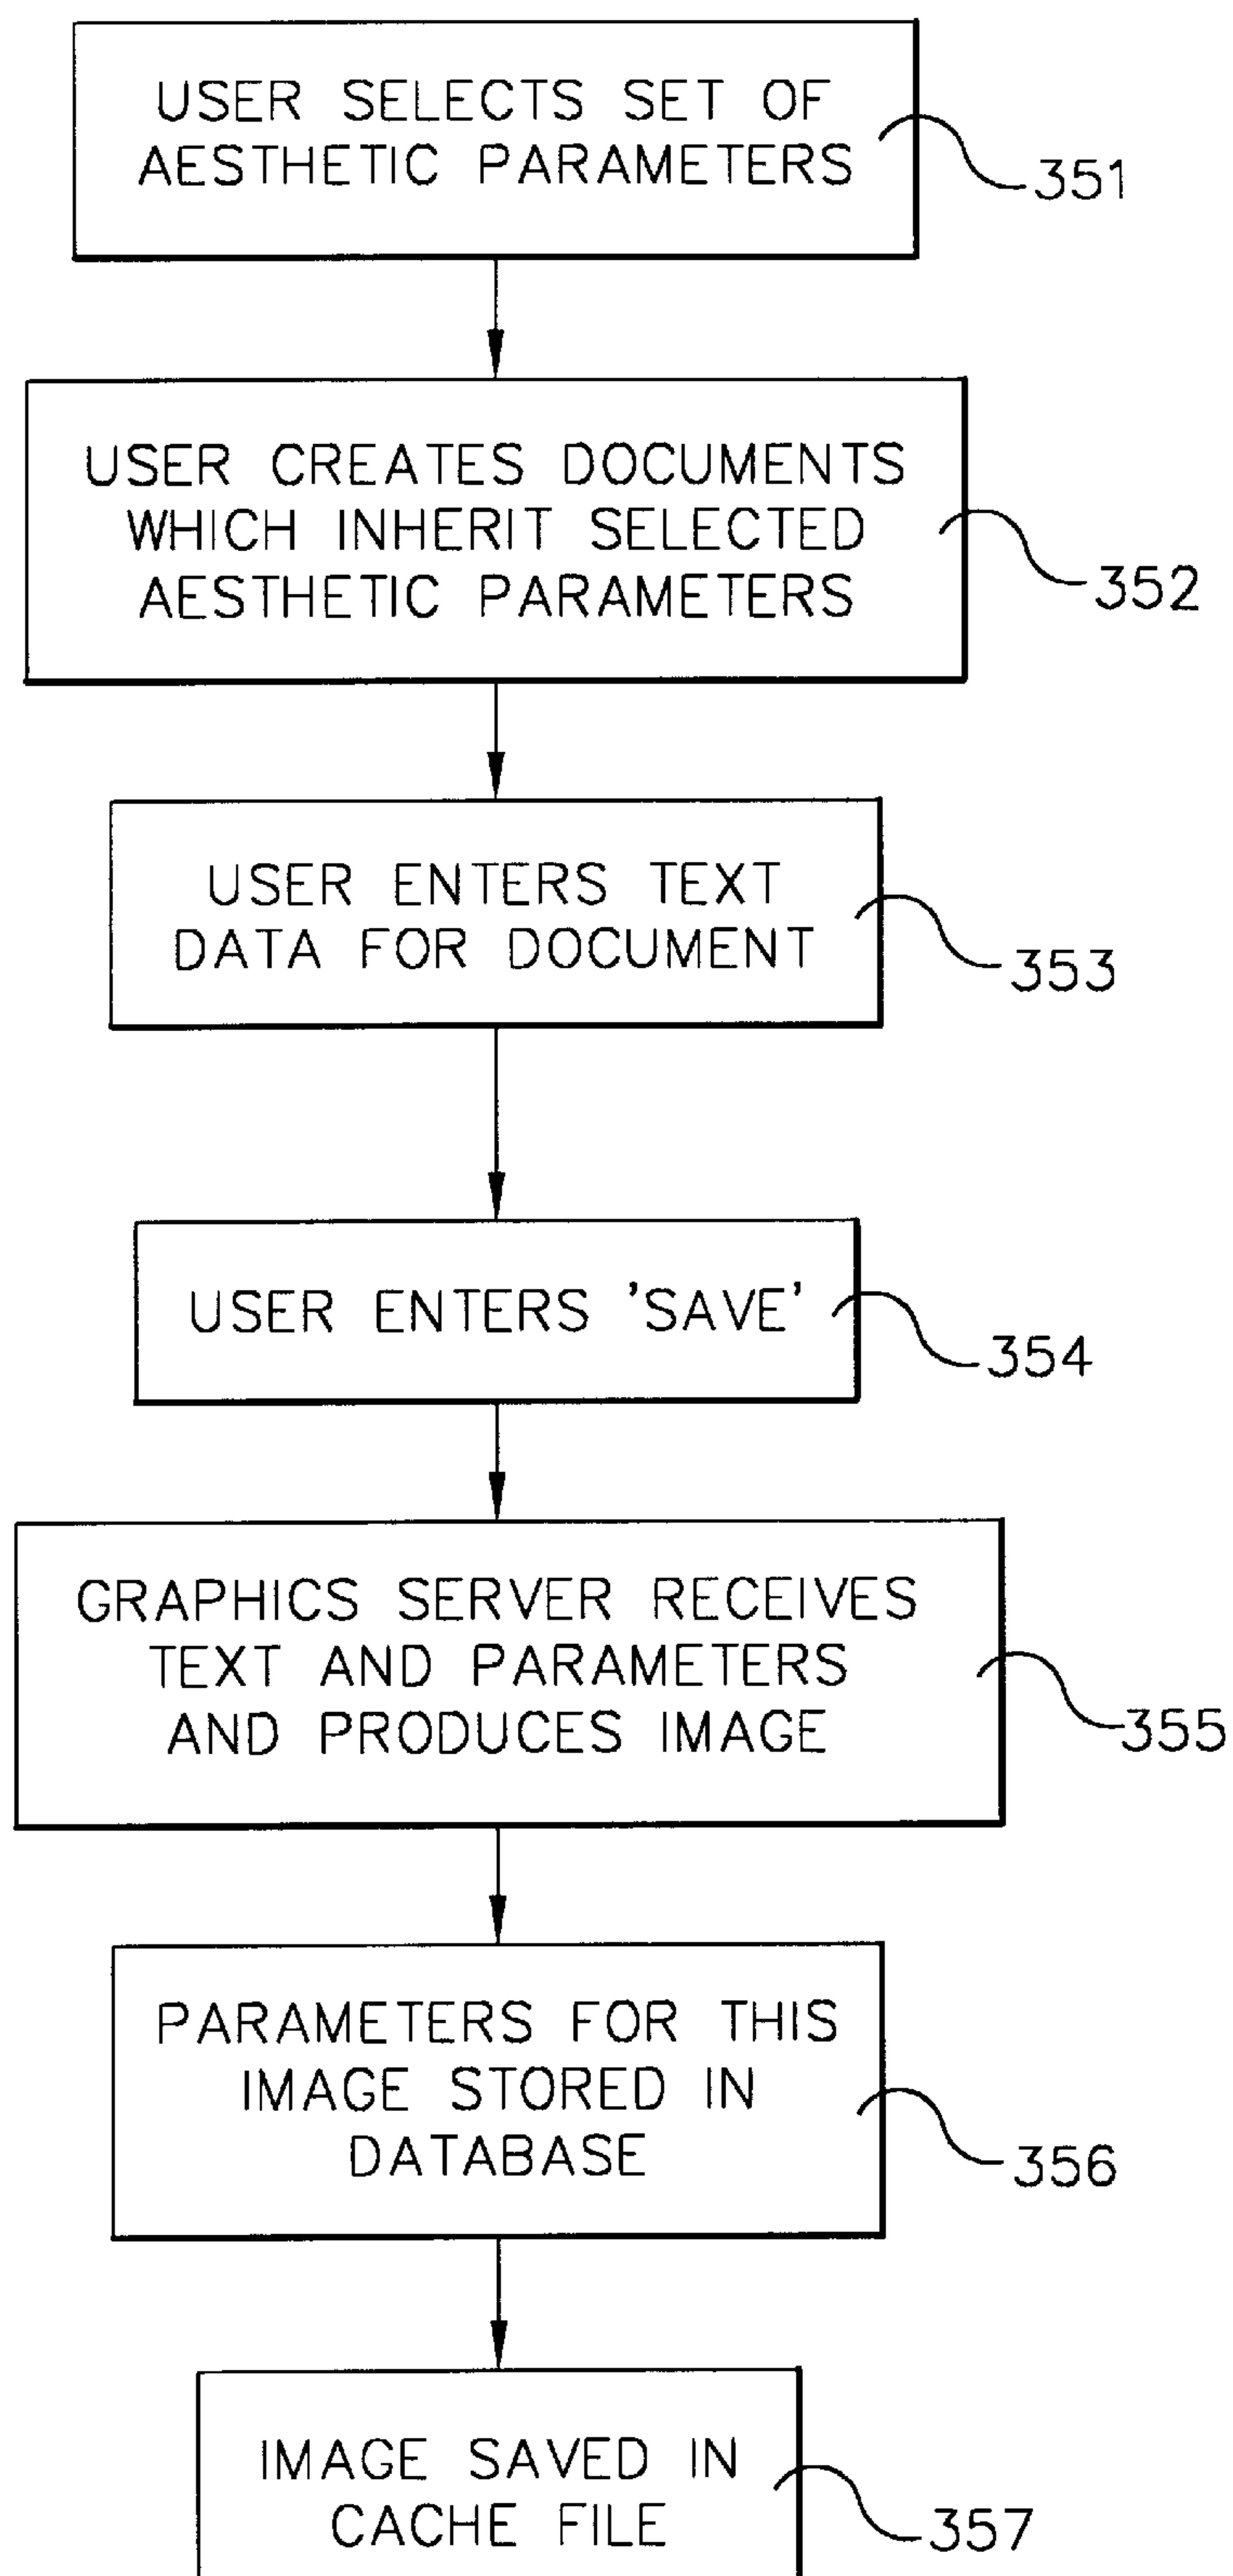 USER SELECTS SET OF
AESTHETIC PARAMETERS
351
USER CREATES DOCUMENTS
WHICH INHERIT SELECTED
AESTHETIC PARAMETERS
352
USER ENTERS TEXT
DATA FOR DOCUMENT
353
USER ENTERS 'SAVE'
354
GRAPHICS SERVER RECEIVES
TEXT AND PARAMETERS
AND PRODUCES IMAGE
355
PARAMETERS FOR THIS
IMAGE STORED IN
DATABASE
356
IMAGE SAVED IN
CACHE FILE
357